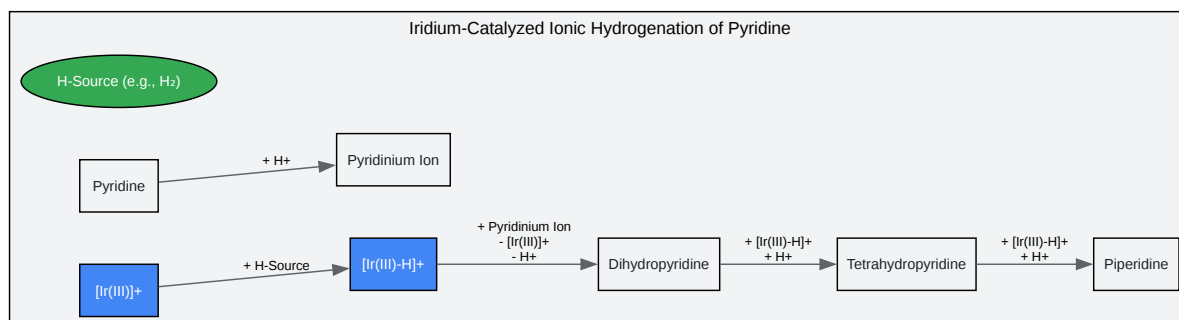 Iridium-Catalyzed Ionic Hydrogenation of Pyridine
H-Source (e.g., H₂)
Pyridine
+ H+
Pyridinium Ion
[Ir(III)]+
+ H-Source
[Ir(III)-H]+
+ Pyridinium Ion
- [Ir(III)]+
- H+
Dihydropyridine
+ [Ir(III)-H]+
+ H+
Tetrahydropyridine
+ [Ir(III)-H]+
+ H+
Piperidine